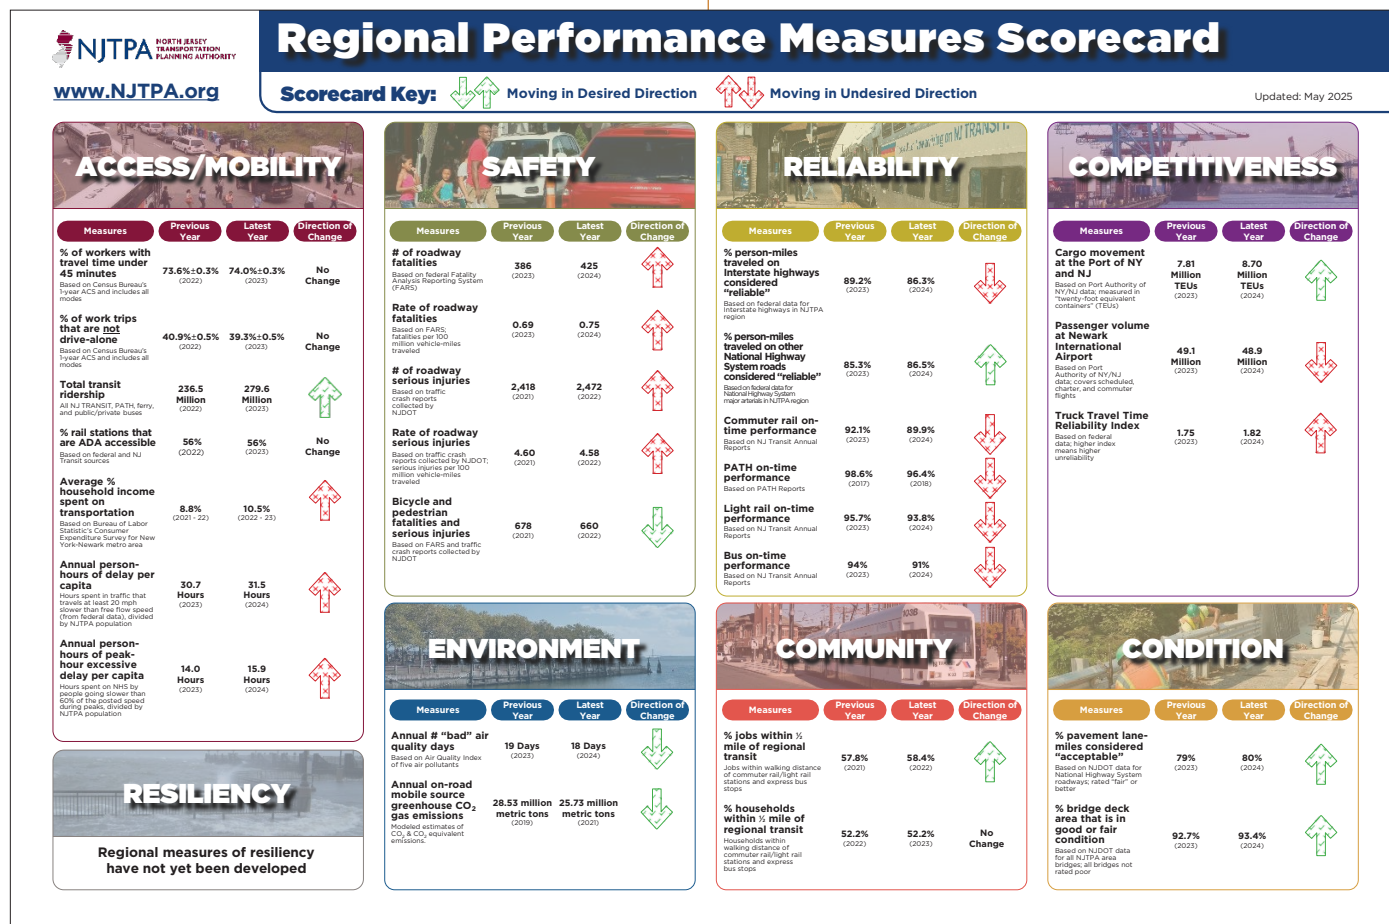 NJTPA
NORTH JERSEY
TRANSPORTATION
PLANNING AUTHORITY
www.NJTPA.org
Regional Performance Measures Scorecard
Scorecard Key:
Moving in Desired Direction
Moving in Undesired Direction
Updated: May 2025
ACCESS/MOBILITY
Measures
Previous
Year
Latest
Year
Direction of
Change
% of workers with
travel time under
45 minutes
Based on Census Bureau's
1-year ACS and includes all
modes
73.6%±0.3%
(2022)
74.0%±0.3%
(2023)
No
Change
% of work trips
that are not
drive-alone
Based on Census Bureau's
1-year ACS and includes all
modes
40.9%±0.5%
(2022)
39.3%±0.5%
(2023)
No
Change
Total transit
ridership
All NJ TRANSIT, PATH, ferry,
and public/private buses
236.5
Million
(2022)
279.6
Million
(2023)
% rail stations that
are ADA accessible
Based on federal and NJ
Transit sources
56%
(2022)
56%
(2023)
No
Change
Average %
household income
spent on
transportation
Based on Bureau of Labor
Statistic's Consumer
Expenditure Survey for New
York-Newark metro area
8.8%
(2021 - 22)
10.5%
(2022 - 23)
Annual person-
hours of delay per
capita
Hours spent in traffic that
travels at least 20 mph
slower than free flow speed
(from federal data), divided
by NJTPA population
30.7
Hours
(2023)
31.5
Hours
(2024)
Annual person-
hours of peak-
hour excessive
delay per capita
Hours spent on NHS by
people going slower than
60% of the posted speed
during peaks, divided by
NJTPA population
14.0
Hours
(2023)
15.9
Hours
(2024)
RESILIENCY
Regional measures of resiliency
have not yet been developed
SAFETY
Measures
Previous
Year
Latest
Year
Direction of
Change
# of roadway
fatalities
Based on federal Fatality
Analysis Reporting System
(FARS)
386
(2023)
425
(2024)
Rate of roadway
fatalities
Based on FARS;
fatalities per 100
million vehicle-miles
traveled
0.69
(2023)
0.75
(2024)
# of roadway
serious injuries
Based on traffic
crash reports
collected by
NJDOT
2,418
(2021)
2,472
(2022)
Rate of roadway
serious injuries
Based on traffic crash
reports collected by NJDOT;
serious injuries per 100
million vehicle-miles
traveled
4.60
(2021)
4.58
(2022)
Bicycle and
pedestrian
fatalities and
serious injuries
Based on FARS and traffic
crash reports collected by
NJDOT
678
(2021)
660
(2022)
ENVIRONMENT
Measures
Previous
Year
Latest
Year
Direction of
Change
Annual # “bad” air
quality days
Based on Air Quality Index
of five air pollutants
19 Days
(2023)
18 Days
(2024)
Annual on-road
mobile source
greenhouse CO₂
gas emissions
Modeled estimates of
CO₂ & CO₂ equivalent
emissions.
28.53 million
metric tons
(2019)
25.73 million
metric tons
(2021)
RELIABILITY
Measures
Previous
Year
Latest
Year
Direction of
Change
% person-miles
traveled on
Interstate highways
considered
“reliable”
Based on federal data for
Interstate highways in NJTPA
region
89.2%
(2023)
86.3%
(2024)
% person-miles
traveled on other
National Highway
System roads
considered “reliable”
Based on federal data for
National Highway System
major arterials in NJTPA region
85.3%
(2023)
86.5%
(2024)
Commuter rail on-
time performance
Based on NJ Transit Annual
Reports
92.1%
(2023)
89.9%
(2024)
PATH on-time
performance
Based on PATH Reports
98.6%
(2017)
96.4%
(2018)
Light rail on-time
performance
Based on NJ Transit Annual
Reports
95.7%
(2023)
93.8%
(2024)
Bus on-time
performance
Based on NJ Transit Annual
Reports
94%
(2023)
91%
(2024)
COMMUNITY
Measures
Previous
Year
Latest
Year
Direction of
Change
% jobs within ½
mile of regional
transit
Jobs within walking distance
of commuter rail/light rail
stations and express bus
stops
57.8%
(2021)
58.4%
(2022)
% households
within ½ mile of
regional transit
Households within
walking distance of
commuter rail/light rail
stations and express
bus stops
52.2%
(2022)
52.2%
(2023)
No
Change
COMPETITIVENESS
Measures
Previous
Year
Latest
Year
Direction of
Change
Cargo movement
at the Port of NY
and NJ
Based on Port Authority of
NY/NJ data; measured in
“twenty-foot equivalent
containers” (TEUs)
7.81
Million
TEUs
(2023)
8.70
Million
TEUs
(2024)
Passenger volume
at Newark
International
Airport
Based on Port
Authority of NY/NJ
data; covers scheduled,
charter, and commuter
flights
49.1
Million
(2023)
48.9
Million
(2024)
Truck Travel Time
Reliability Index
Based on federal
data; higher index
means higher
unreliability
1.75
(2023)
1.82
(2024)
CONDITION
Measures
Previous
Year
Latest
Year
Direction of
Change
% pavement lane-
miles considered
“acceptable”
Based on NJDOT data for
National Highway System
roadways; rated “fair” or
better
79%
(2023)
80%
(2024)
% bridge deck
area that is in
good or fair
condition
Based on NJDOT data
for all NJTPA area
bridges; all bridges not
rated poor
92.7%
(2023)
93.4%
(2024)